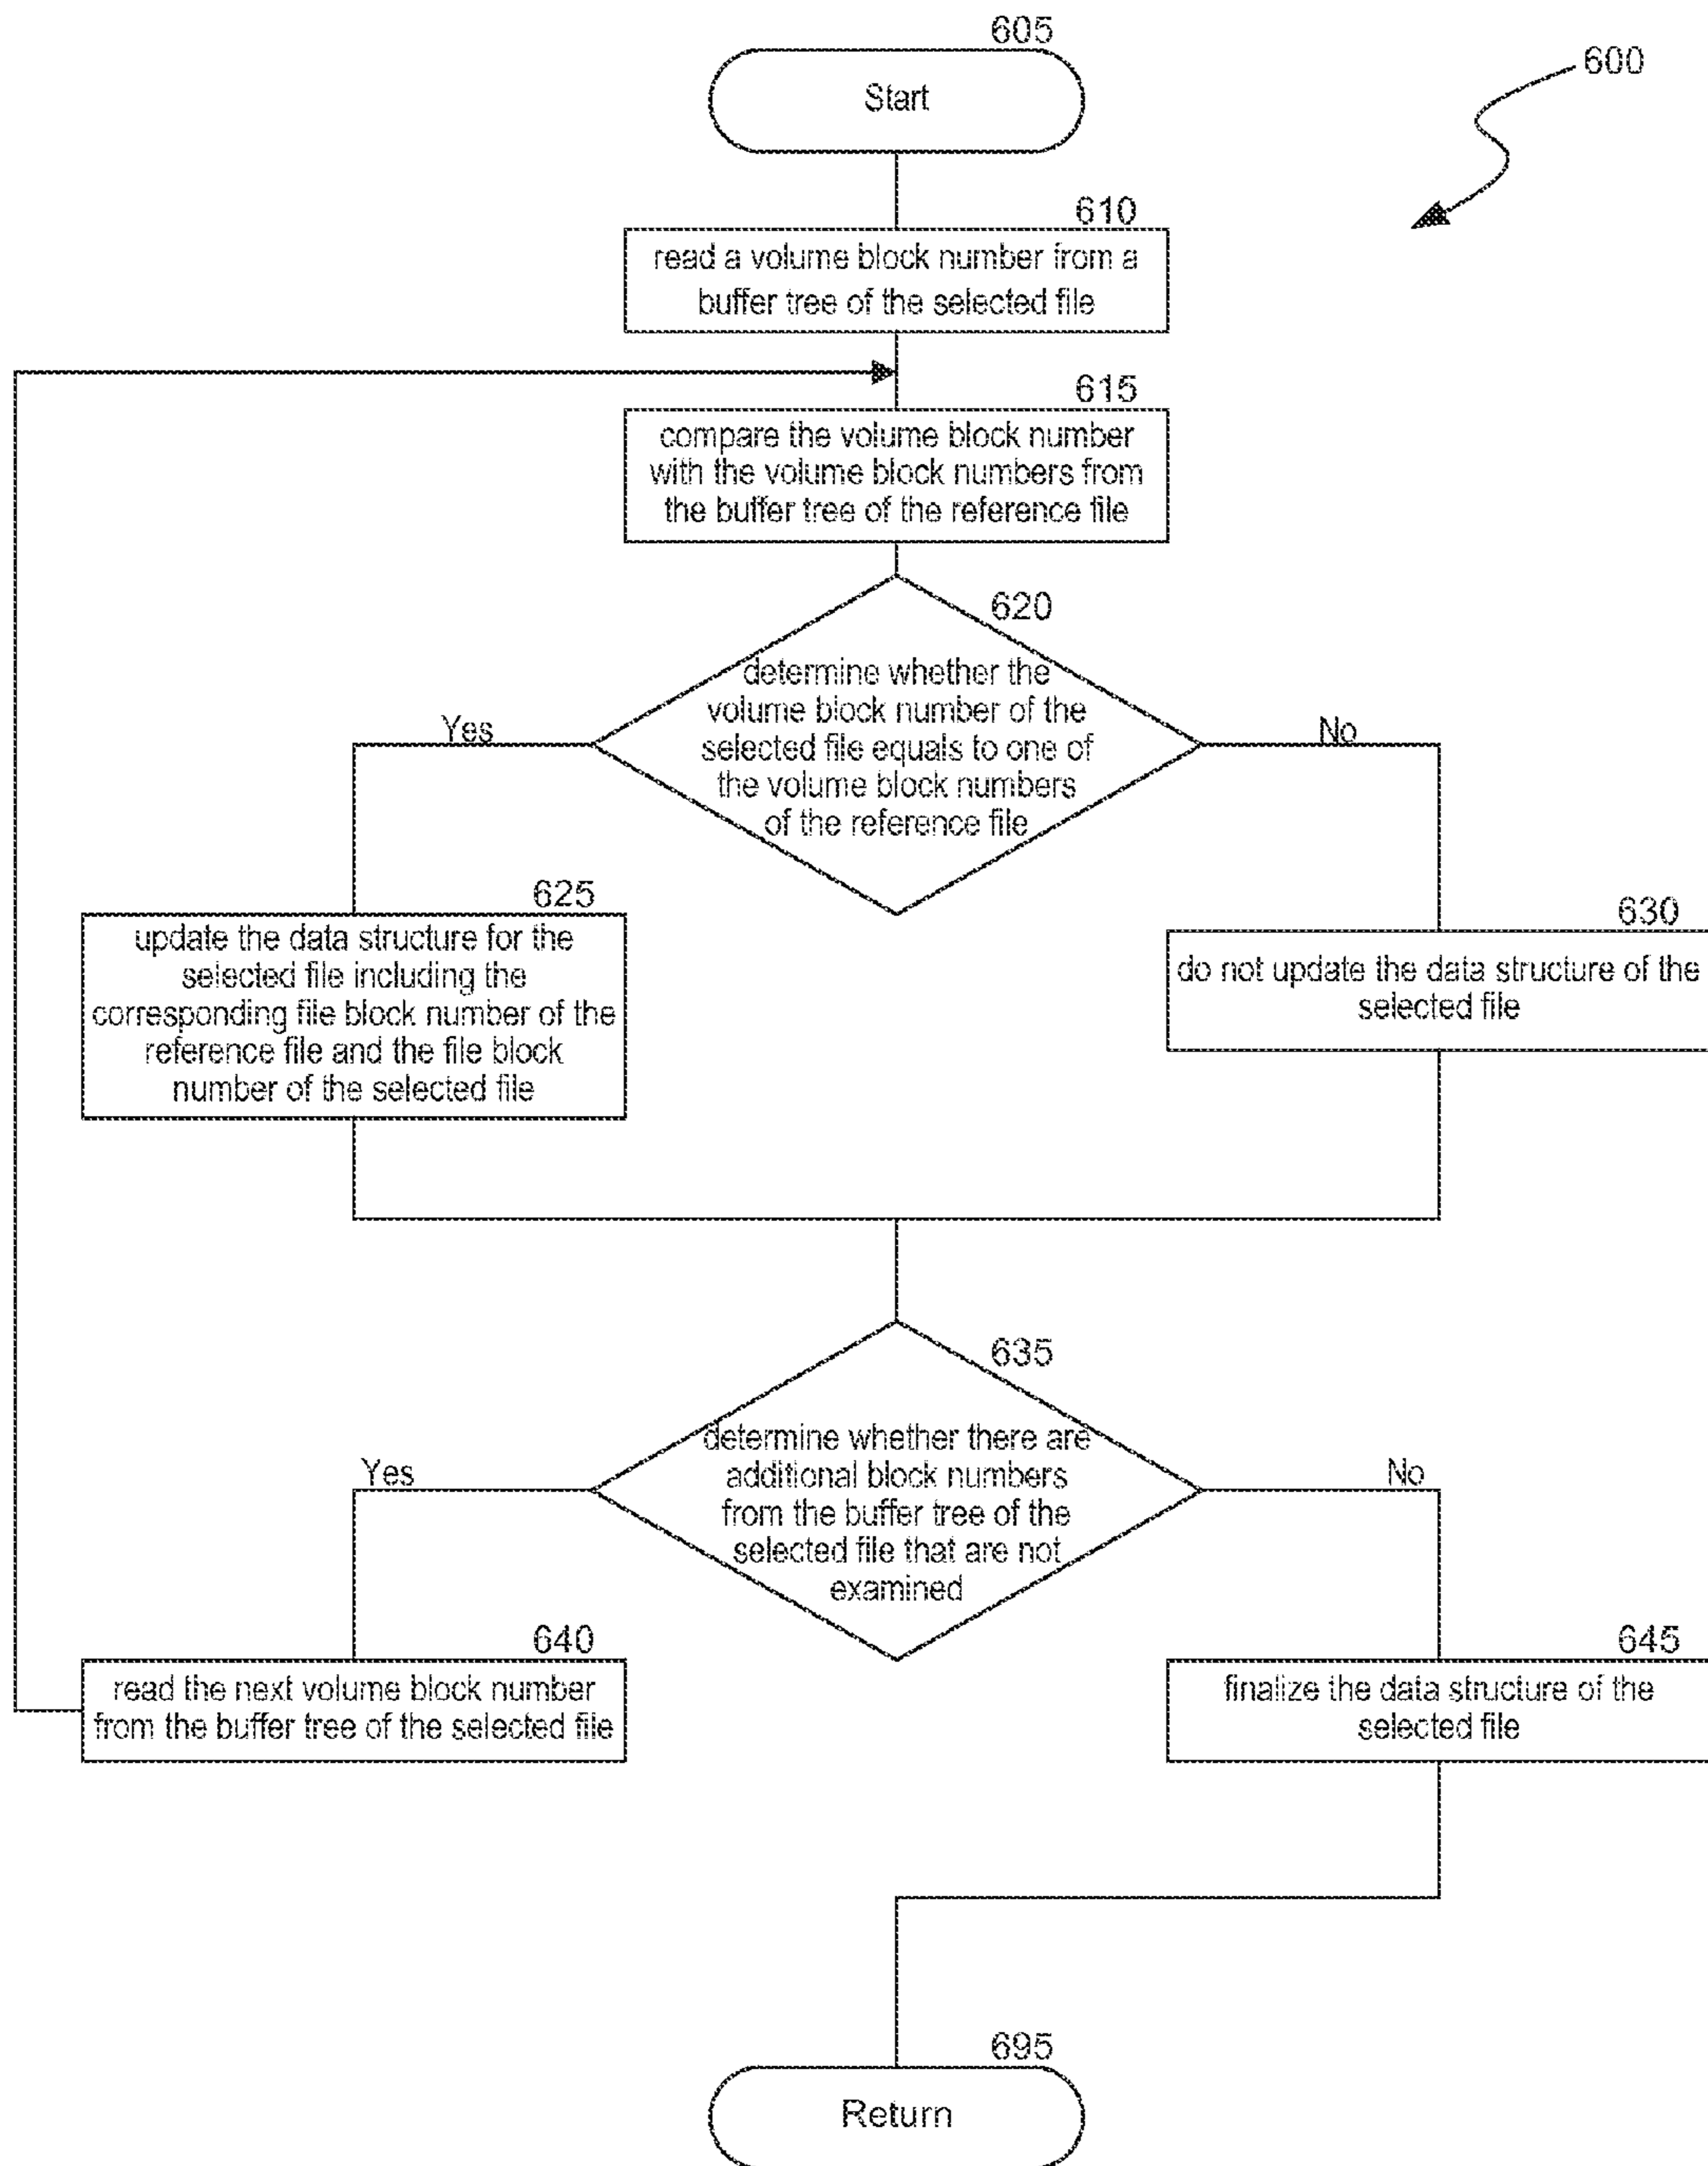 605
Start
600
610
read a volume block number from a
buffer tree of the selected file
615
compare the volume block number
with the volume block numbers from
the buffer tree of the reference file
620
determine whether the
volume block number of the
selected file equals to one of
the volume block numbers
of the reference file
Yes
No
625
update the data structure for the
selected file including the
corresponding file block number of the
reference file and the file block
number of the selected file
630
do not update the data structure of the
selected file
635
determine whether there are
additional block numbers
from the buffer tree of the
selected file that are not
examined
Yes
No
640
read the next volume block number
from the buffer tree of the selected file
645
finalize the data structure of the
selected file
695
Return